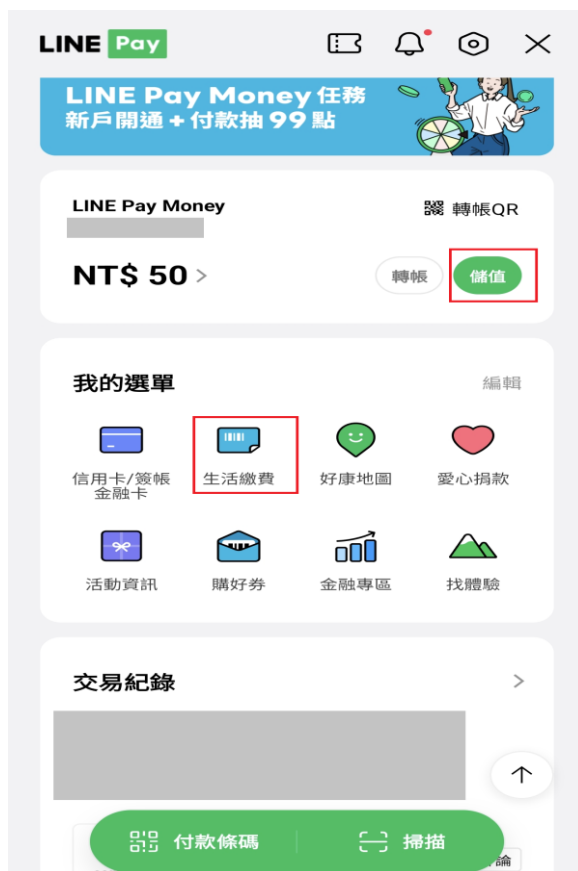 LINE Pay
LINE Pay Money 任務
新戶開通+付款抽 99 點
LINE Pay Money
轉帳QR
NT$ 50
轉帳
儲值
我的選單
編輯
信用卡/簽帳
金融卡
生活繳費
好康地圖
愛心捐款
活動資訊
購好券
金融專區
找體驗
交易紀錄
付款條碼
掃描
論